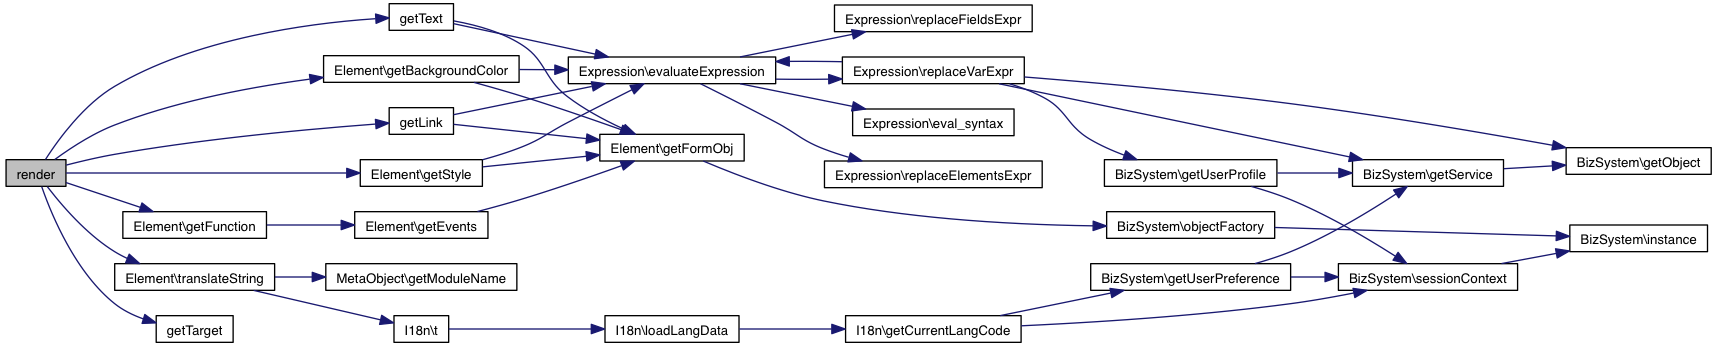 render
getText
Element\getBackgroundColor
getLink
Element\getStyle
Element\getFunction
Element\getEvents
Element\translateString
MetaObject\getModuleName
getTarget
I18n\t
Expression\evaluateExpression
Element\getFormObj
I18n\loadLangData
Expression\replaceFieldsExpr
Expression\replaceVarExpr
Expression\eval_syntax
Expression\replaceElementsExpr
I18n\getCurrentLangCode
BizSystem\getUserProfile
BizSystem\objectFactory
BizSystem\getUserPreference
BizSystem\getService
BizSystem\sessionContext
BizSystem\getObject
BizSystem\instance